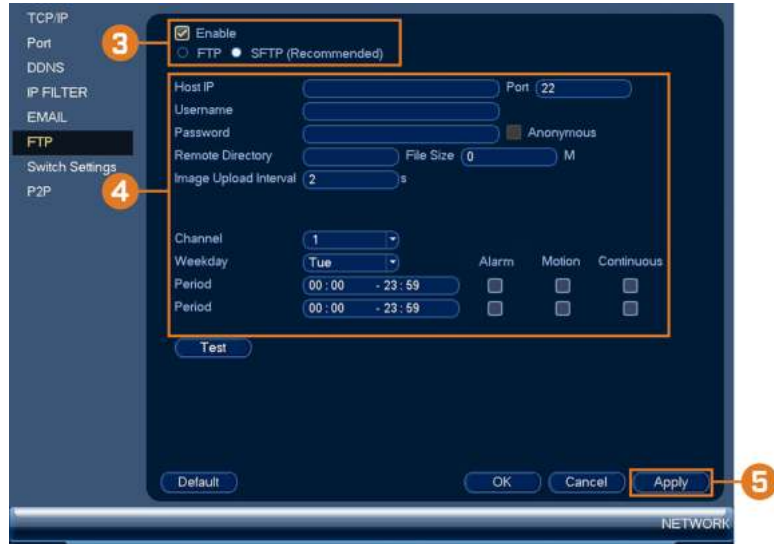 TCP/IP
Port
DDNS
IP FILTER
EMAIL
FTP
Switch Settings
P2P
3
Enable
FTP SFTP (Recommended)
4
Host IP Port 22
Username
Password Anonymous
Remote Directory File Size 0 M
Image Upload Interval 2 s
Channel 1
Weekday Tue Alarm Motion Continuous
Period 00:00 - 23:59
Period 00:00 - 23:59
Test
Default OK Cancel Apply
5
NETWORK